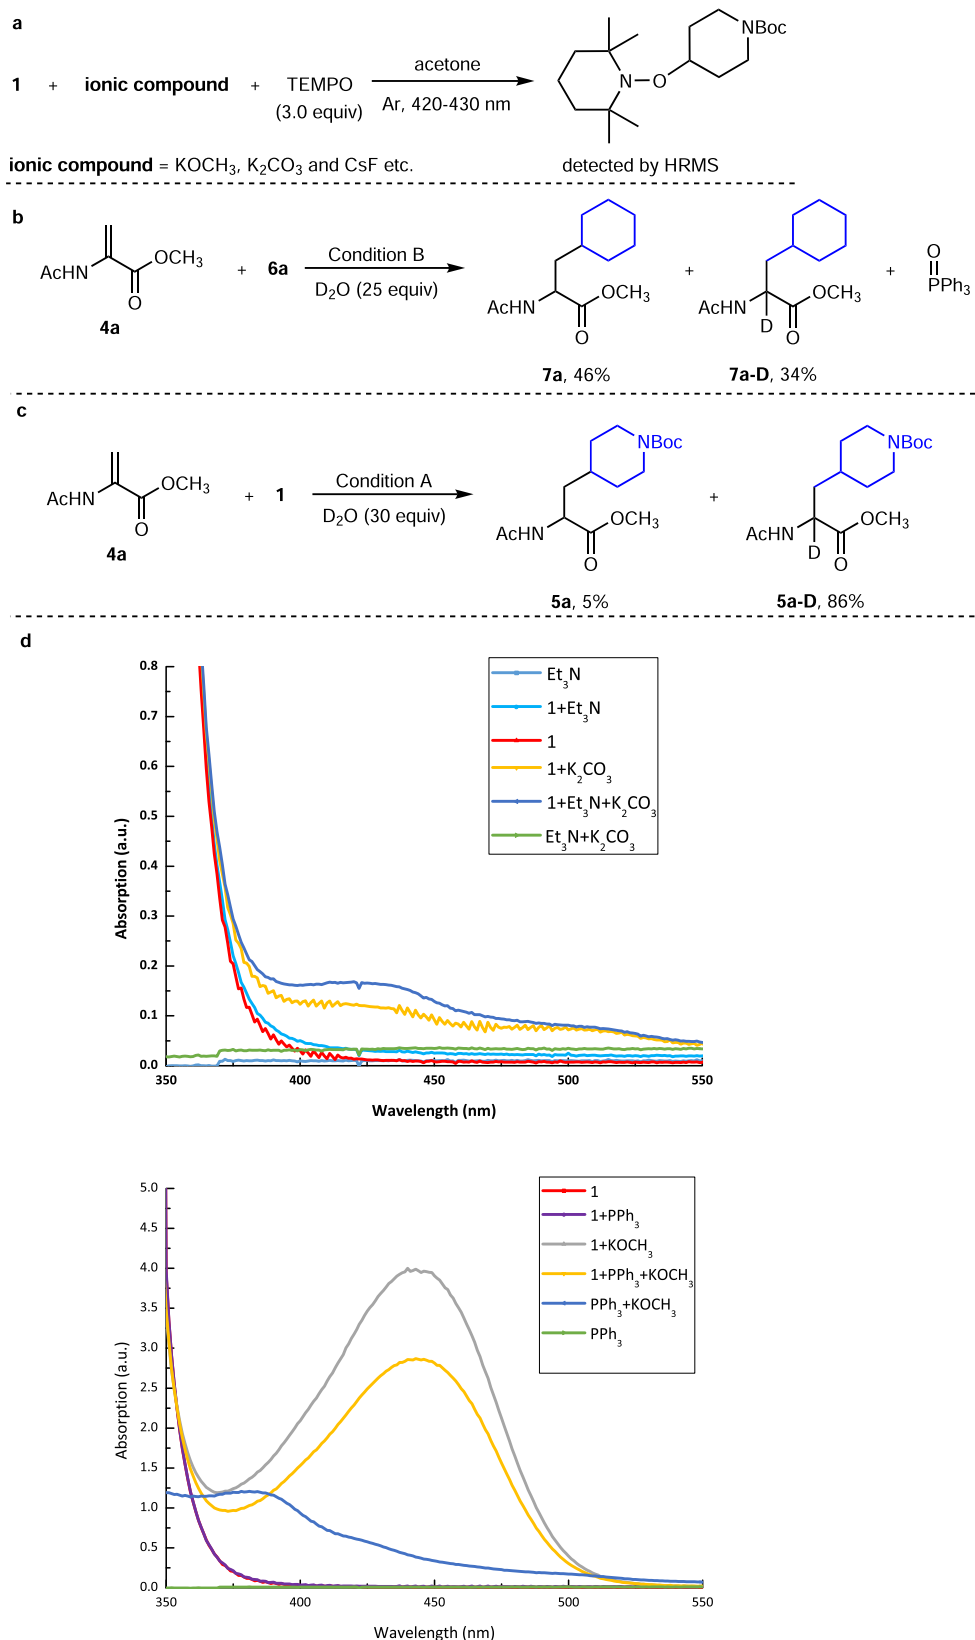 a
1 + ionic compound + TEMPO (3.0 equiv)
acetone
Ar, 420-430 nm
N O NBoc
ionic compound = KOCH₃, K₂CO₃ and CsF etc.
detected by HRMS
b
AcHN OCH₃ O
4a
+ 6a
Condition B
D₂O (25 equiv)
AcHN OCH₃ O
7a, 46%
+
AcHN D OCH₃ O
7a-D, 34%
+
O
PPh₃
c
AcHN OCH₃ O
4a
+ 1
Condition A
D₂O (30 equiv)
NBoc
AcHN OCH₃ O
5a, 5%
+
NBoc
AcHN D OCH₃ O
5a-D, 86%
d
0.8
0.7
0.6
0.5
0.4
0.3
0.2
0.1
0.0
Absorption (a.u.)
350 400 450 500 550
Wavelength (nm)
Et₃N
1+Et₃N
1
1+K₂CO₃
1+Et₃N+K₂CO₃
Et₃N+K₂CO₃
5.0
4.5
4.0
3.5
3.0
2.5
2.0
1.5
1.0
0.5
0.0
Absorption (a.u.)
350 400 450 500 550
Wavelength (nm)
1
1+PPh₃
1+KOCH₃
1+PPh₃+KOCH₃
PPh₃+KOCH₃
PPh₃